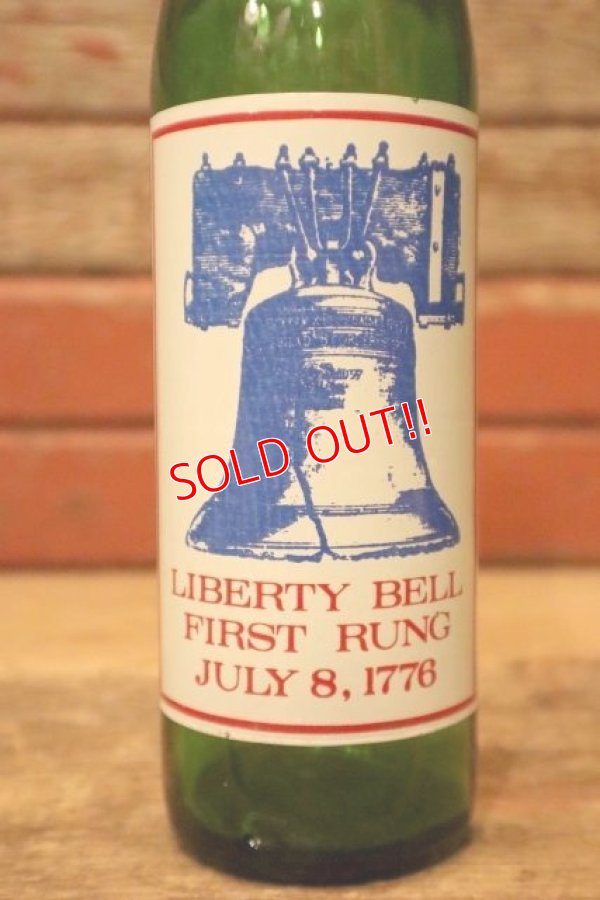 SOLD OUT!!
LIBERTY BELL
FIRST RUNG
JULY 8, 1776